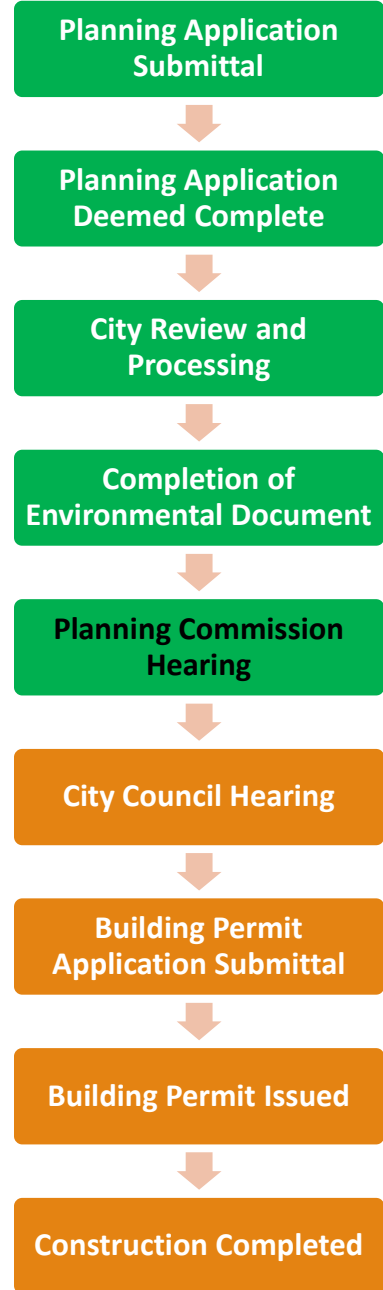 Planning Application
Submittal
Planning Application
Deemed Complete
City Review and
Processing
Completion of
Environmental Document
Planning Commission
Hearing
City Council Hearing
Building Permit
Application Submittal
Building Permit Issued
Construction Completed